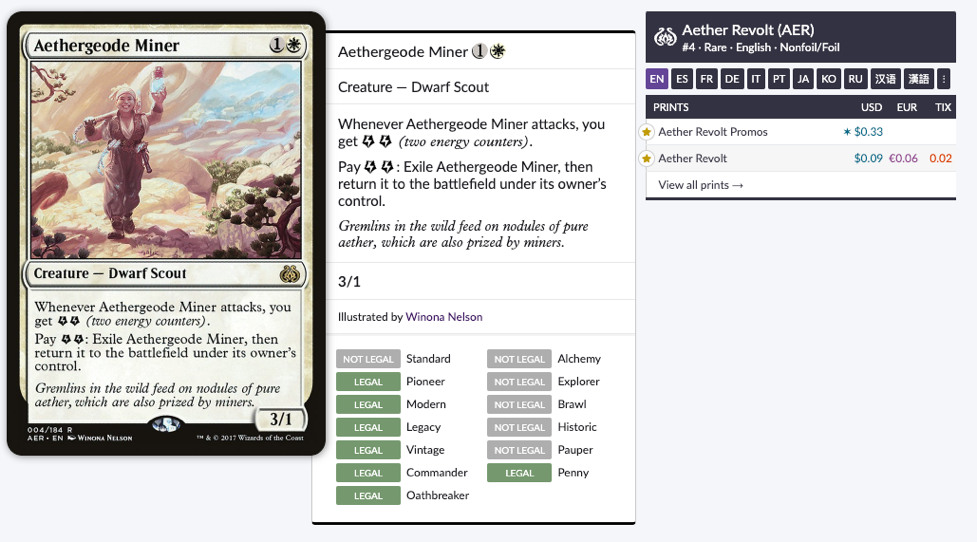 Aethergeode Miner 1
Whenever Aethergeode Miner attacks, you
get (two energy counters).
Pay : Exile Aethergeode Miner, then
return it to the battlefield under its owner's
control.
Gremlins in the wild feed on nodules of pure
aether, which are also prized by miners.
Creature — Dwarf Scout
3/1
004/184 R
AER • EN Winona Nelson
™ & © 2017 Wizards of the Coast
Aethergeode Miner 1
Creature — Dwarf Scout
Whenever Aethergeode Miner attacks, you
get (two energy counters).
Pay : Exile Aethergeode Miner, then
return it to the battlefield under its owner's
control.
Gremlins in the wild feed on nodules of pure
aether, which are also prized by miners.
3/1
Illustrated by Winona Nelson
NOT LEGAL Standard NOT LEGAL Alchemy
LEGAL Pioneer NOT LEGAL Explorer
LEGAL Modern NOT LEGAL Brawl
LEGAL Legacy NOT LEGAL Historic
LEGAL Vintage NOT LEGAL Pauper
LEGAL Commander LEGAL Penny
LEGAL Oathbreaker
Aether Revolt (AER)
#4 · Rare · English · Nonfoil/Foil
EN ES FR DE IT PT JA KO RU 汉语 漢語 ⋮
PRINTS USD EUR TIX
Aether Revolt Promos ✶ $0.33
Aether Revolt $0.09 €0.06 0.02
View all prints →